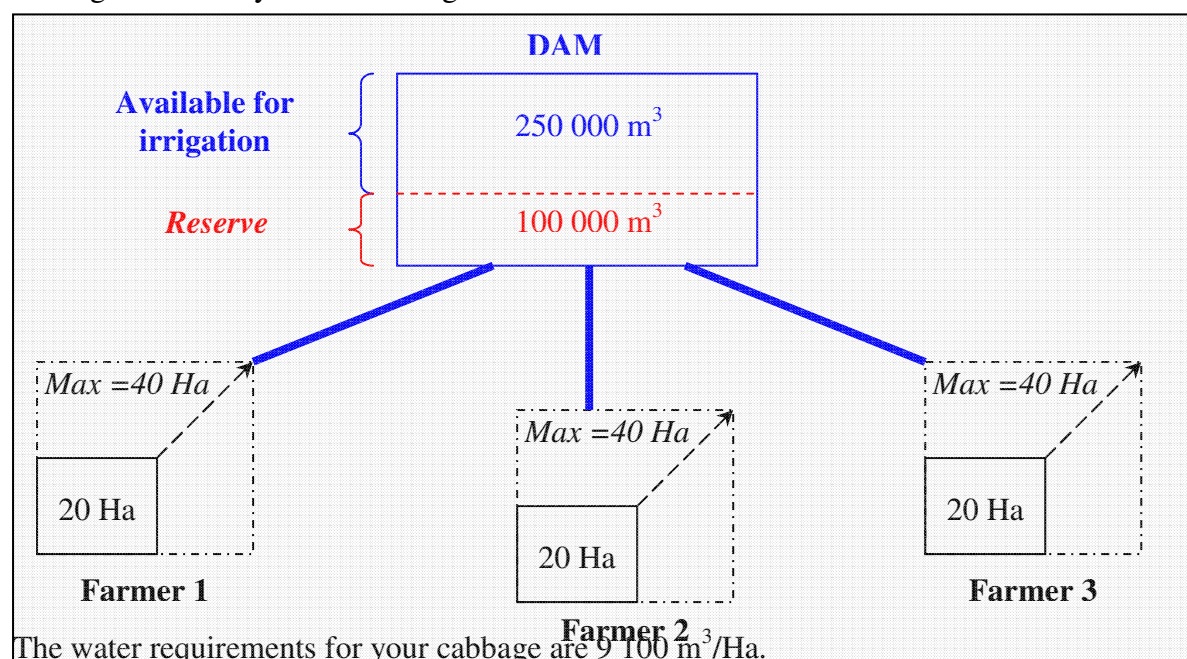 DAM
Available for
irrigation
250 000 m³
Reserve
100 000 m³
Max =40 Ha
Max =40 Ha
Max =40 Ha
20 Ha
20 Ha
20 Ha
Farmer 1
Farmer 3
Farmer 2
The water requirements for your cabbage are 9 100 m³/Ha.